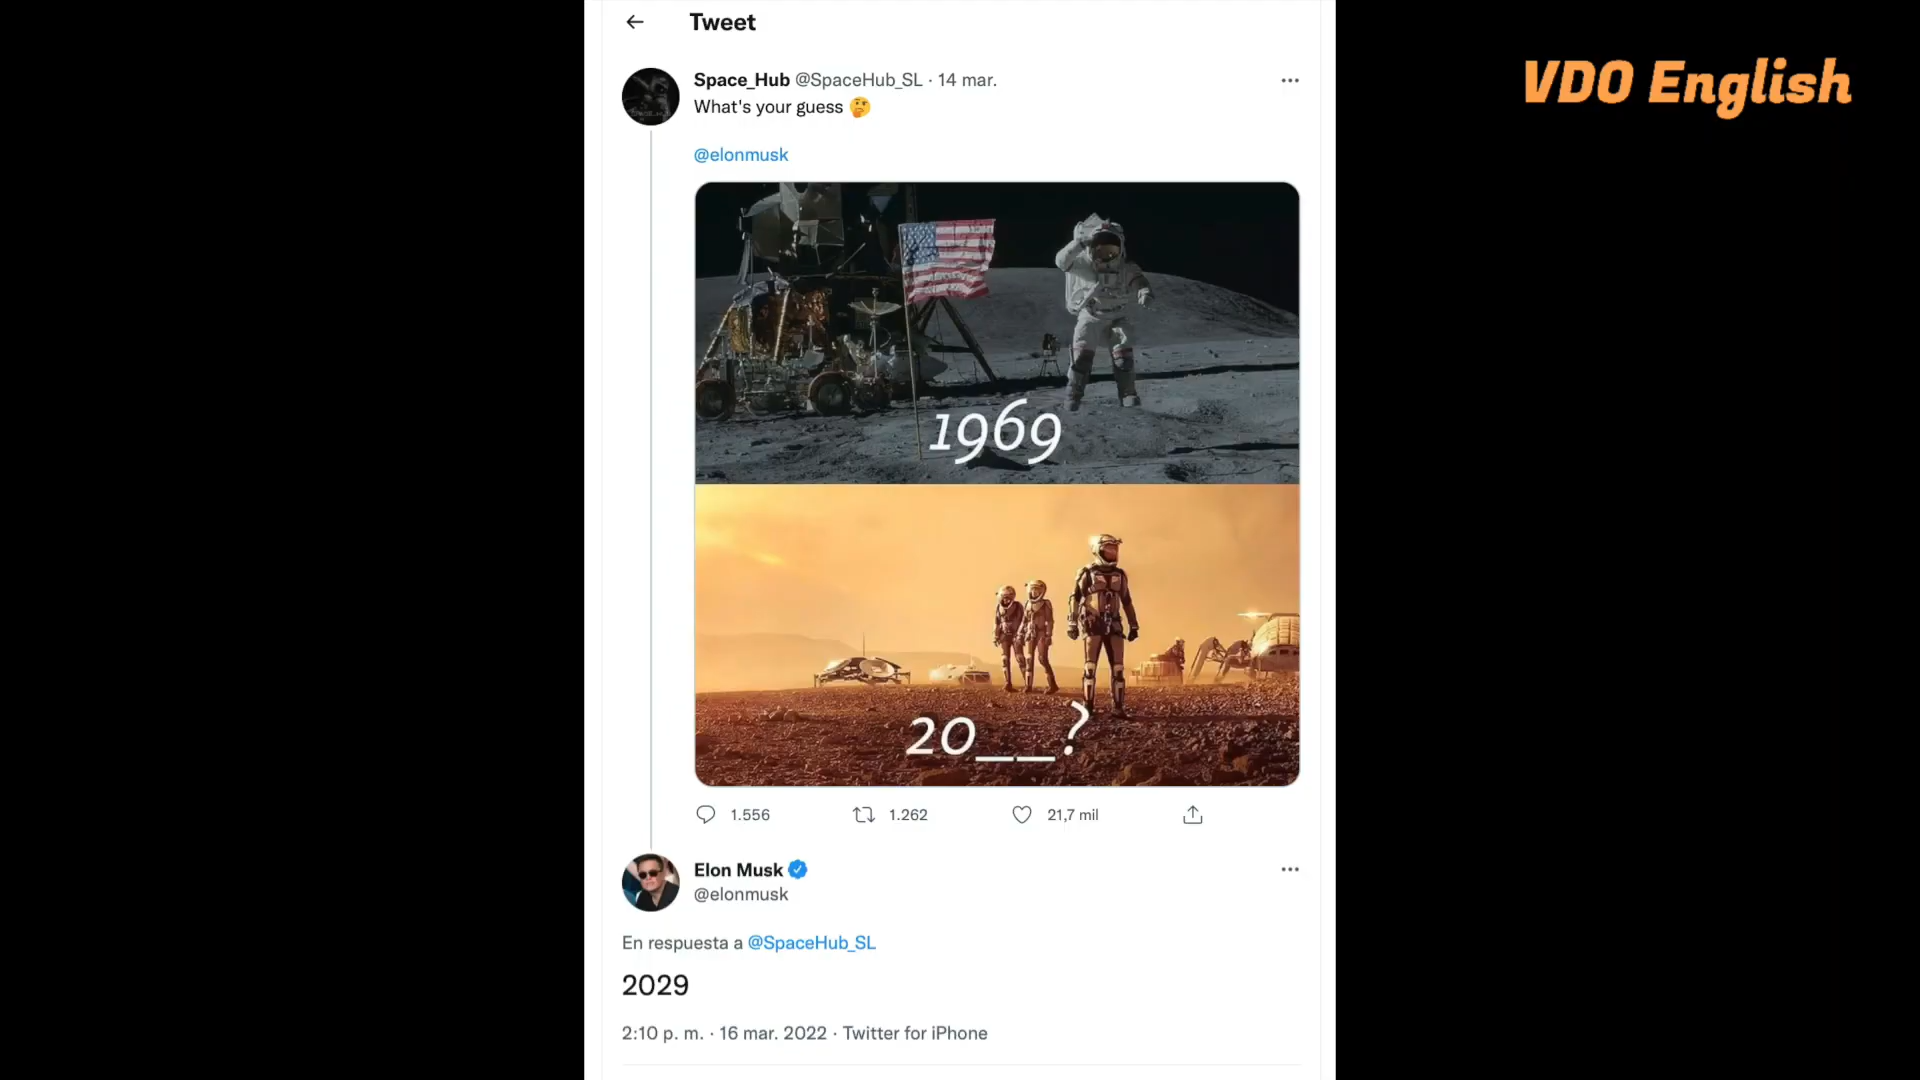 Tweet
VDO English
Space_Hub @SpaceHub_SL · 14 mar.
What's your guess 🤔
@elonmusk
1969
20__?
1.556 1.262 21,7 mil
Elon Musk
@elonmusk
En respuesta a @SpaceHub_SL
2029
2:10 p. m. · 16 mar. 2022 · Twitter for iPhone